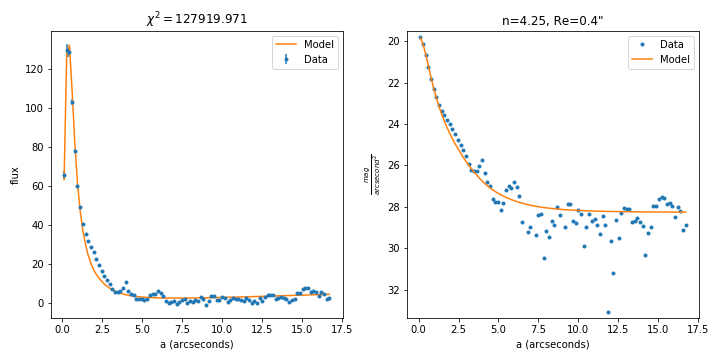 χ² = 127919.971
flux
120
100
80
60
40
20
0
0.0 2.5 5.0 7.5 10.0 12.5 15.0 17.5
a (arcseconds)
Model
Data
n=4.25, Re=0.4"
mag/arcsecond²
20
22
24
26
28
30
32
0.0 2.5 5.0 7.5 10.0 12.5 15.0 17.5
a (arcseconds)
Data
Model